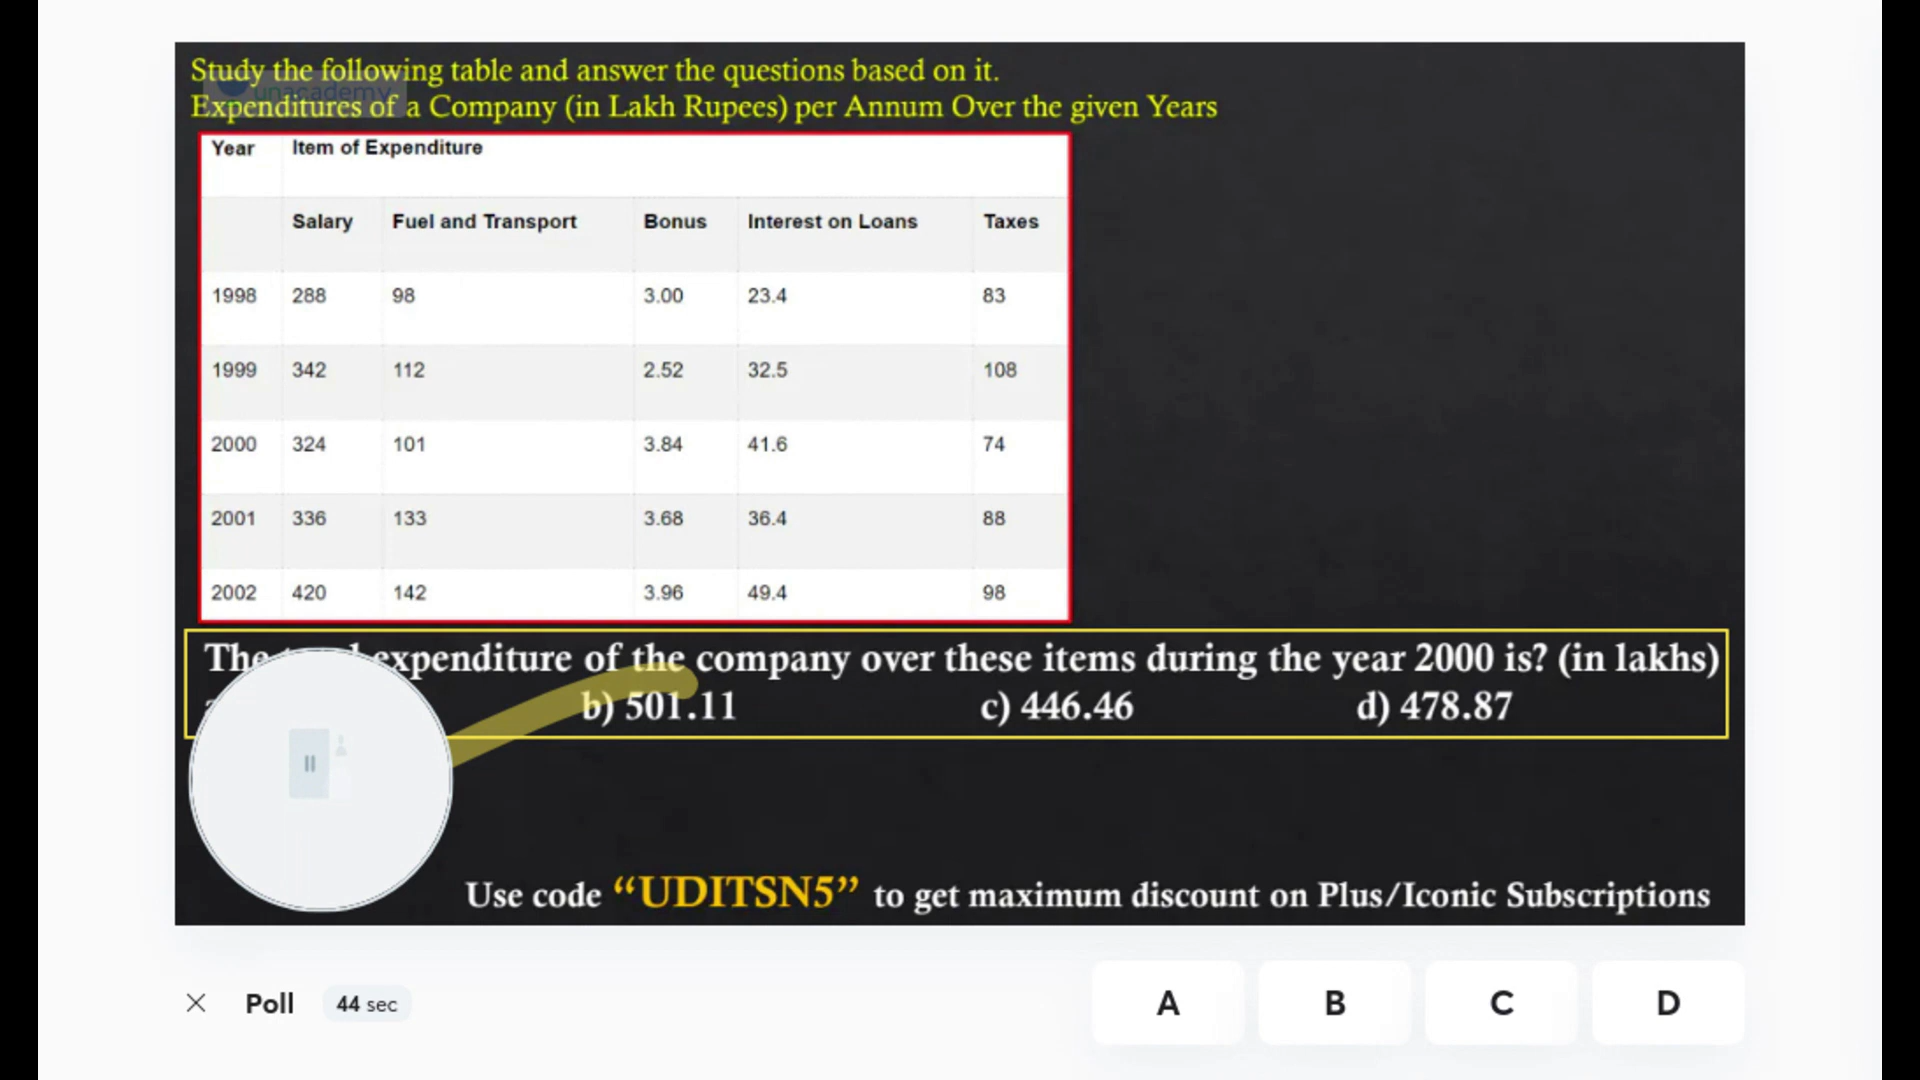 Study the following table and answer the questions based on it.
unacademy
Expenditures of a Company (in Lakh Rupees) per Annum Over the given Years
Year Item of Expenditure
Salary Fuel and Transport Bonus Interest on Loans Taxes
1998 288 98 3.00 23.4 83
1999 342 112 2.52 32.5 108
2000 324 101 3.84 41.6 74
2001 336 133 3.68 36.4 88
2002 420 142 3.96 49.4 98
The expenditure of the company over these items during the year 2000 is? (in lakhs)
b) 501.11 c) 446.46 d) 478.87
Use code “UDITSN5” to get maximum discount on Plus/Iconic Subscriptions
Poll 44 sec A B C D